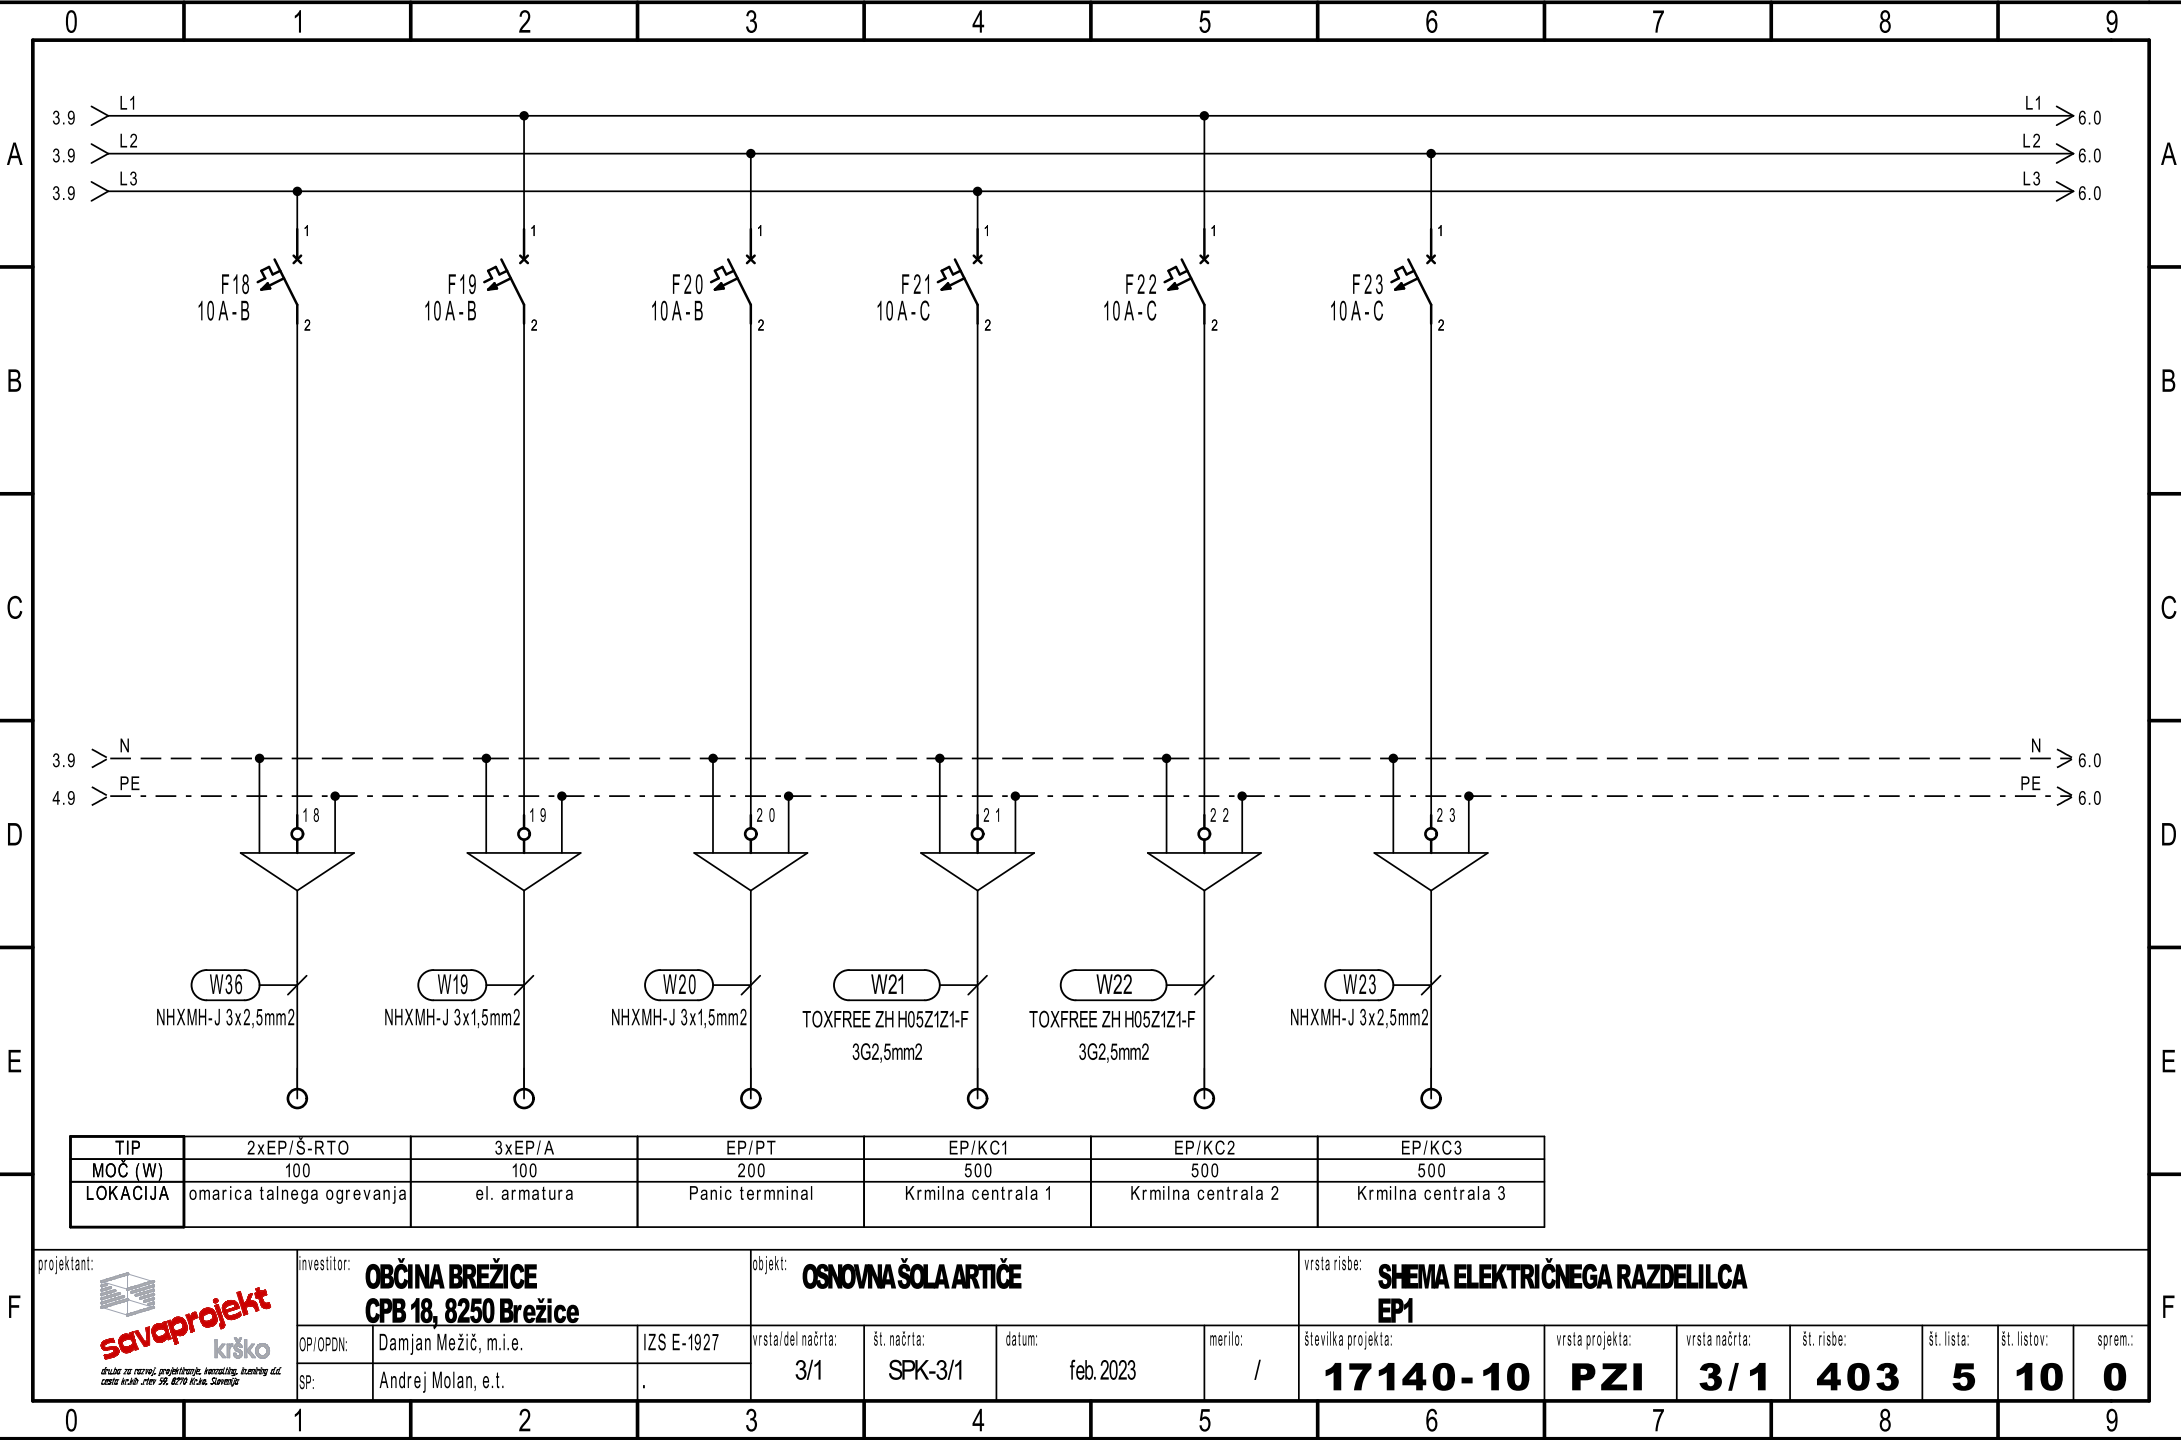 0 1 2 3 4 5 6 7 8 9
3.9 L1 L1 6.0
3.9 L2 L2 6.0
3.9 L3 L3 6.0
A A
1 1 1 1 1 1
F18 F19 F20 F21 F22 F23
10A-B 10A-B 10A-B 10A-C 10A-C 10A-C
2 2 2 2 2 2
B B
C C
3.9 N N 6.0
4.9 PE PE 6.0
18 19 20 21 22 23
D D
W36 W19 W20 W21 W22 W23
NHXMH-J 3x2,5mm2 NHXMH-J 3x1,5mm2 NHXMH-J 3x1,5mm2 TOXFREE ZH H05Z1Z1-F TOXFREE ZH H05Z1Z1-F NHXMH-J 3x2,5mm2
3G2,5mm2 3G2,5mm2
E E
TIP 2xEP/Š-RTO 3xEP/A EP/PT EP/KC1 EP/KC2 EP/KC3
MOČ (W) 100 100 200 500 500 500
LOKACIJA omarica talnega ogrevanja el. armatura Panic termninal Krmilna centrala 1 Krmilna centrala 2 Krmilna centrala 3
projektant: investitor: OBČINA BREŽICE objekt: OSNOVNA ŠOLA ARTIČE vrsta risbe: SHEMA ELEKTRIČNEGA RAZDELILCA
CPB 18, 8250 Brežice EP1
F F
savaprojekt
krško
OP/OPDN: Damjan Mežič, m.i.e. IZS E-1927 vrsta/del načrta: št. načrta: datum: merilo: številka projekta: vrsta projekta: vrsta načrta: št. risbe: št. lista: št. listov: sprem.:
SP: Andrej Molan, e.t. . 3/1 SPK-3/1 feb. 2023 / 17140-10 PZI 3/1 403 5 10 0
0 1 2 3 4 5 6 7 8 9